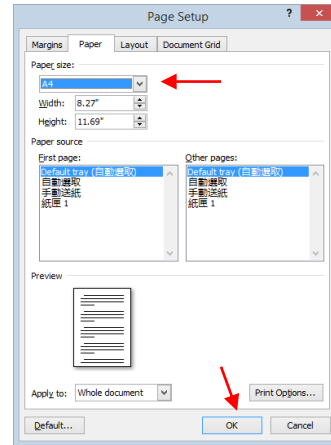 Page Setup
? ×
Margins Paper Layout Document Grid
Paper size:
A4
Width: 8.27"
Height: 11.69"
Paper source
First page: Other pages:
Default tray (自動選取) Default tray (自動選取)
自動選取 自動選取
手動送紙 手動送紙
紙匣 1 紙匣 1
Preview
Apply to: Whole document Print Options...
Default... OK Cancel